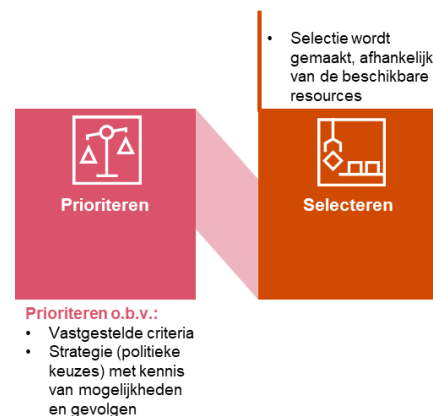 • Selectie wordt
gemaakt, afhankelijk
van de beschikbare
resources
Prioriteren
Selecteren
Prioriteren o.b.v.:
• Vastgestelde criteria
• Strategie (politieke
keuzes) met kennis
van mogelijkheden
en gevolgen